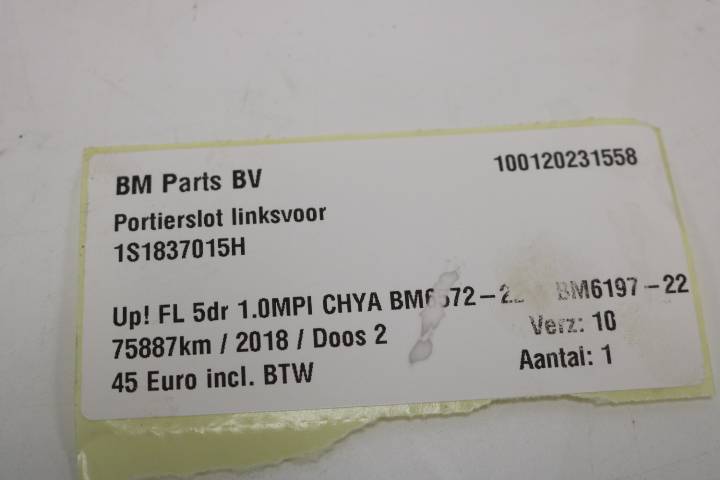 BM Parts BV
100120231558
Portierslot linksvoor
1S1837015H
Up! FL 5dr 1.0MPI CHYA BM6197-22
75887km / 2018 / Doos 2
Verz: 10
45 Euro incl. BTW
Aantal: 1